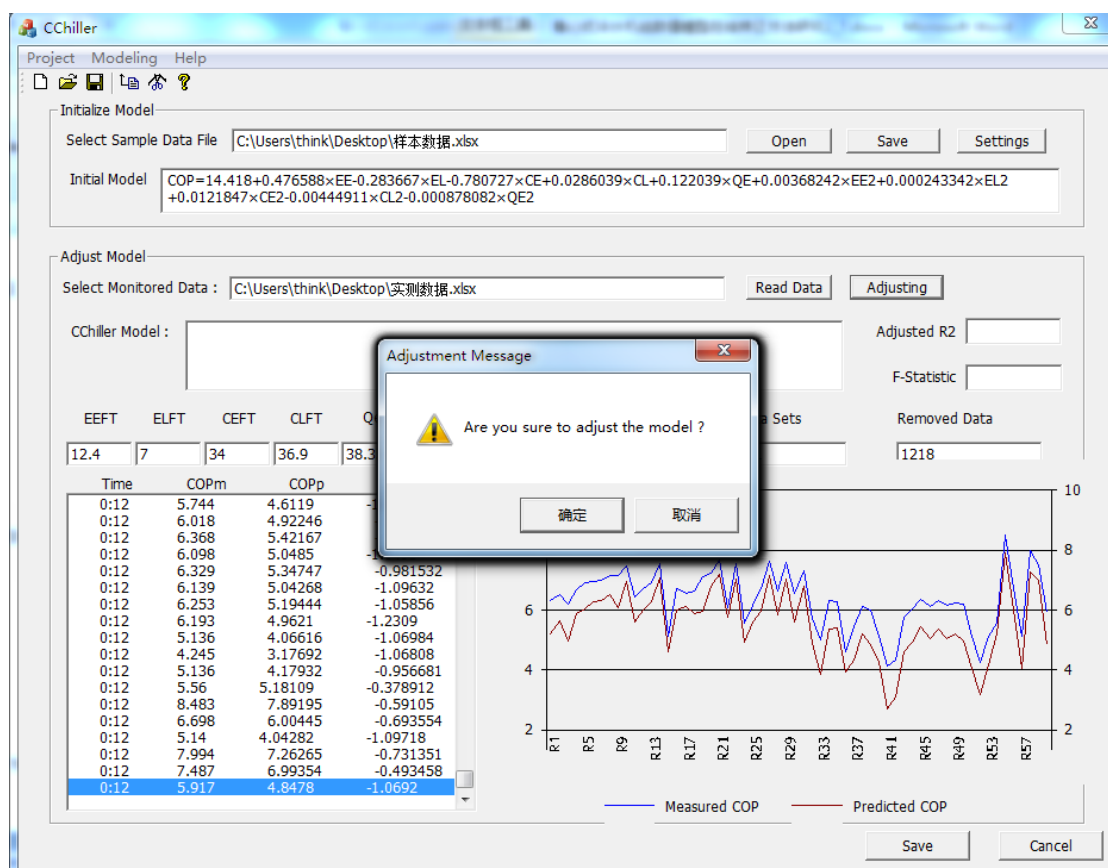 CChiller
Project Modeling Help
Initialize Model
Select Sample Data File C:\Users\think\Desktop\样本数据.xlsx Open Save Settings
Initial Model COP=14.418+0.476588×EE-0.283667×EL-0.780727×CE+0.0286039×CL+0.122039×QE+0.00368242×EE2+0.000243342×EL2
+0.0121847×CE2-0.00444911×CL2-0.000878082×QE2
Adjust Model
Select Monitored Data : C:\Users\think\Desktop\实测数据.xlsx Read Data Adjusting
CChiller Model :
Adjusted R2
F-Statistic
Adjustment Message
Are you sure to adjust the model ?
确定 取消
EEFT ELFT CEFT CLFT Sets Removed Data
12.4 7 34 36.9 38.3 1218
Time COPm COPp
0:12 5.744 4.6119
0:12 6.018 4.92246
0:12 6.368 5.42167
0:12 6.098 5.0485
0:12 6.329 5.34747 -0.981532
0:12 6.139 5.04268 -1.09632
0:12 6.253 5.19444 -1.05856
0:12 6.193 4.9621 -1.2309
0:12 5.136 4.06616 -1.06984
0:12 4.245 3.17692 -1.06808
0:12 5.136 4.17932 -0.956681
0:12 5.56 5.18109 -0.378912
0:12 8.483 7.89195 -0.59105
0:12 6.698 6.00445 -0.693554
0:12 5.14 4.04282 -1.09718
0:12 7.994 7.26265 -0.731351
0:12 7.487 6.99354 -0.493458
0:12 5.917 4.8478 -1.0692
10
8
6 6
4 4
2 2
R1 R5 R9 R13 R17 R21 R25 R29 R33 R37 R41 R45 R49 R53 R57
Measured COP Predicted COP
Save Cancel